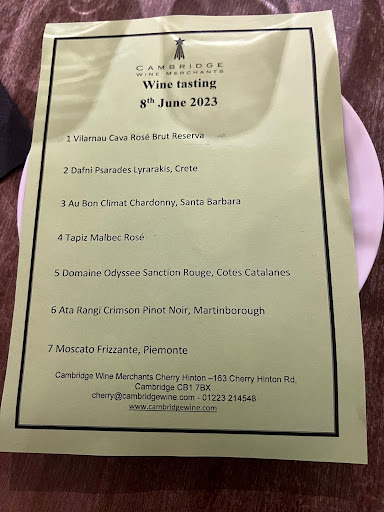 CAMBRIDGE
WINE MERCHANTS
Wine tasting
8th June 2023
1 Vilarnau Cava Rosé Brut Reserva
2 Dafni Psarades Lyrarakis, Crete
3 Au Bon Climat Chardonny, Santa Barbara
4 Tapiz Malbec Rosé
5 Domaine Odyssee Sanction Rouge, Cotes Catalanes
6 Ata Rangi Crimson Pinot Noir, Martinborough
7 Moscato Frizzante, Piemonte
Cambridge Wine Merchants Cherry Hinton –163 Cherry Hinton Rd,
Cambridge CB1 7BX
cherry@cambridgewine.com - 01223 214548
www.cambridgewine.com